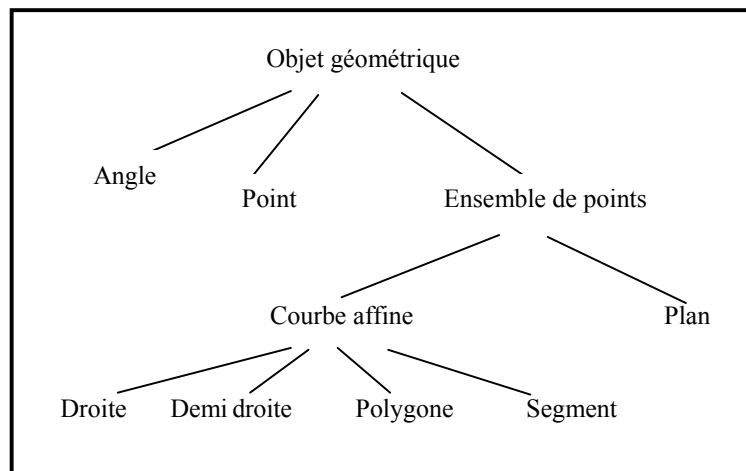 Objet géométrique
Angle
Point
Ensemble de points
Courbe affine
Plan
Droite
Demi droite
Polygone
Segment